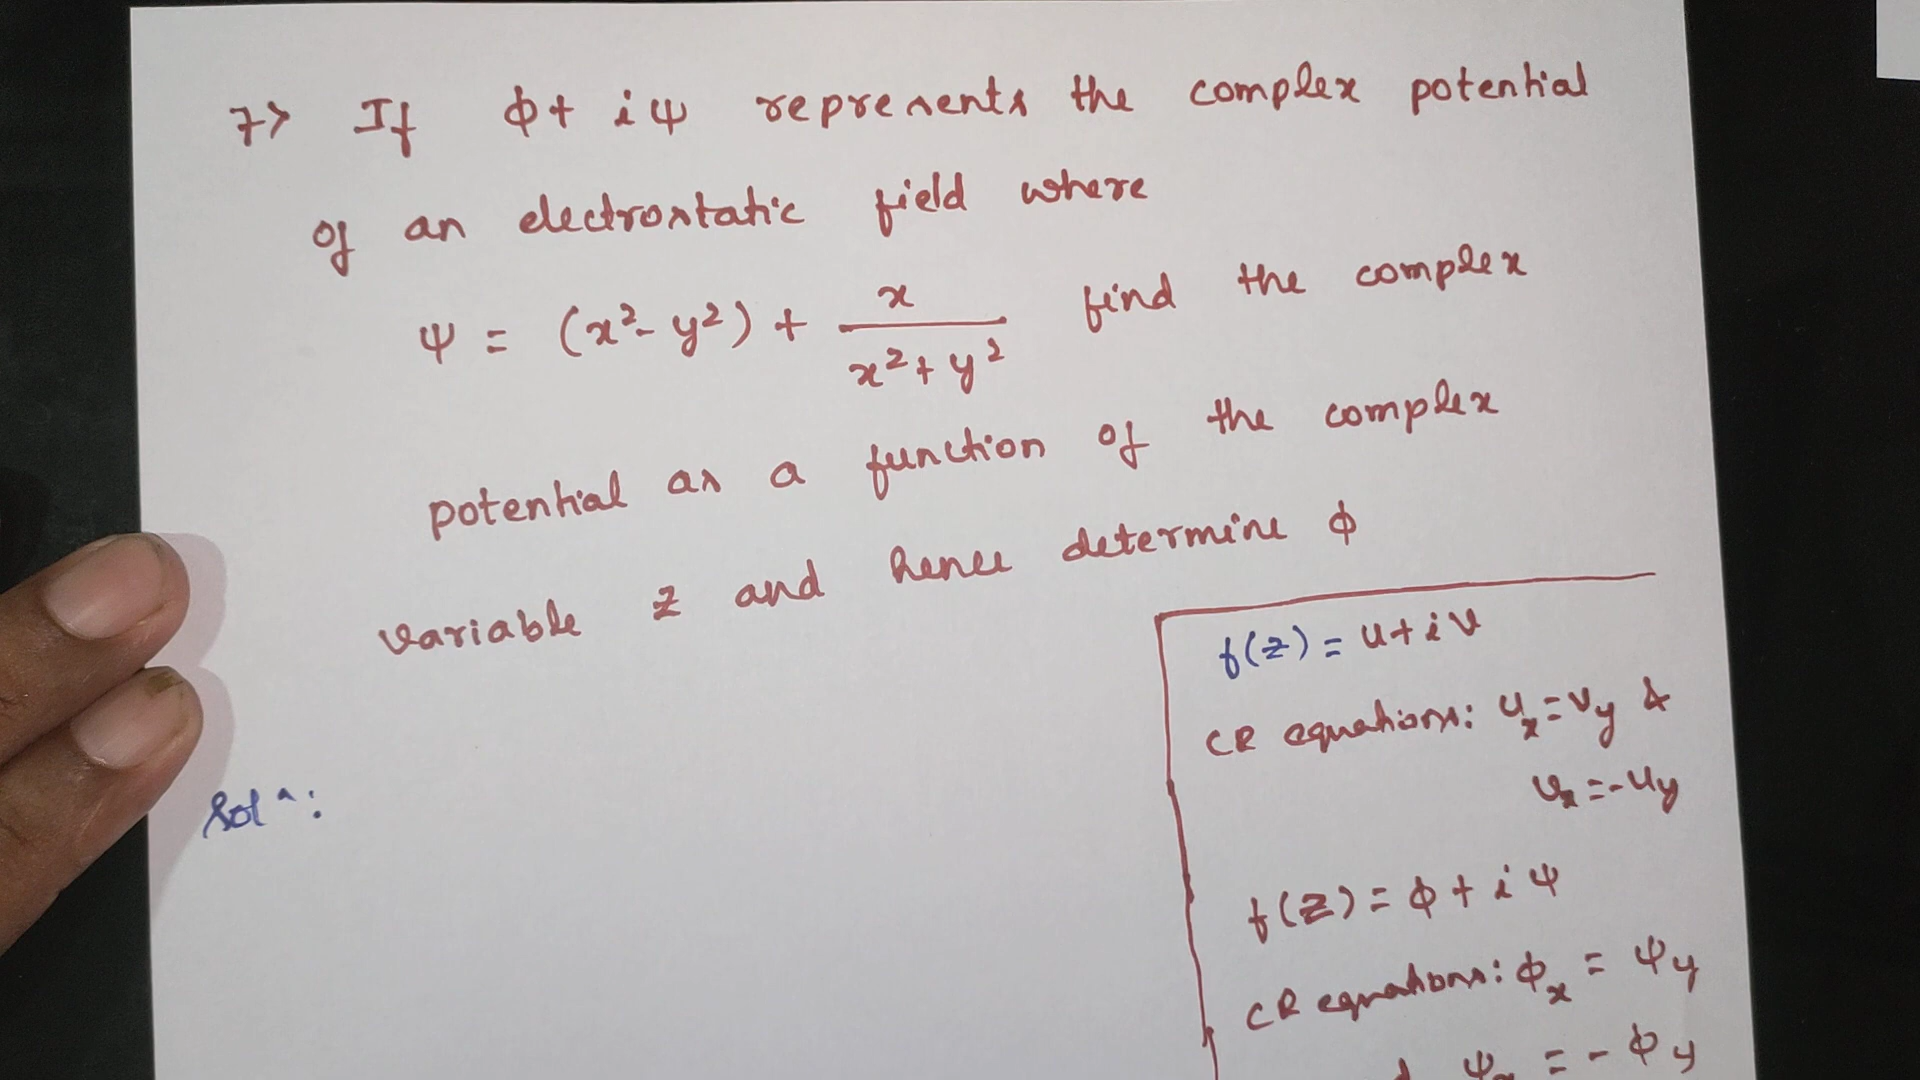 7> If ϕ + iψ represents the complex potential
of an electrostatic field where
ψ = (x² - y²) + x / (x² + y²) find the complex
potential as a function of the complex
variable z and hence determine ϕ
f(z) = u + iv
CR equations: uₓ = v_y &
vₓ = -u_y
Solⁿ:
f(z) = ϕ + iψ
CR equations: ϕₓ = ψ_y
ψₓ = -ϕ_y